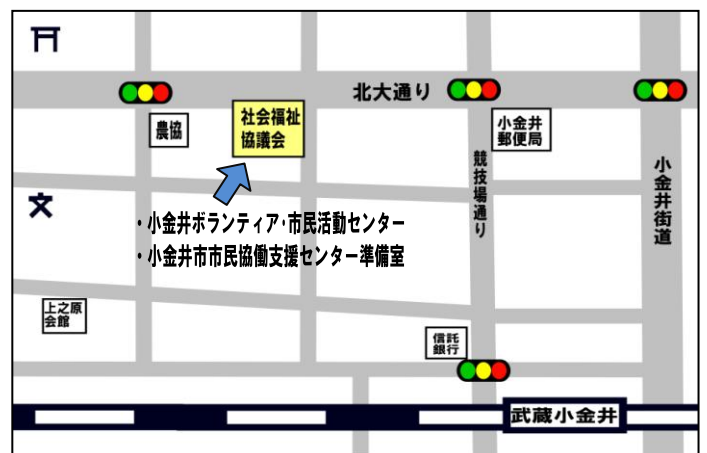 北大通り
社会福祉
協議会
農協
小金井
郵便局
競技場通り
小金井街道
文
・小金井ボランティア・市民活動センター
・小金井市市民協働支援センター準備室
上之原
会館
信託
銀行
武蔵小金井